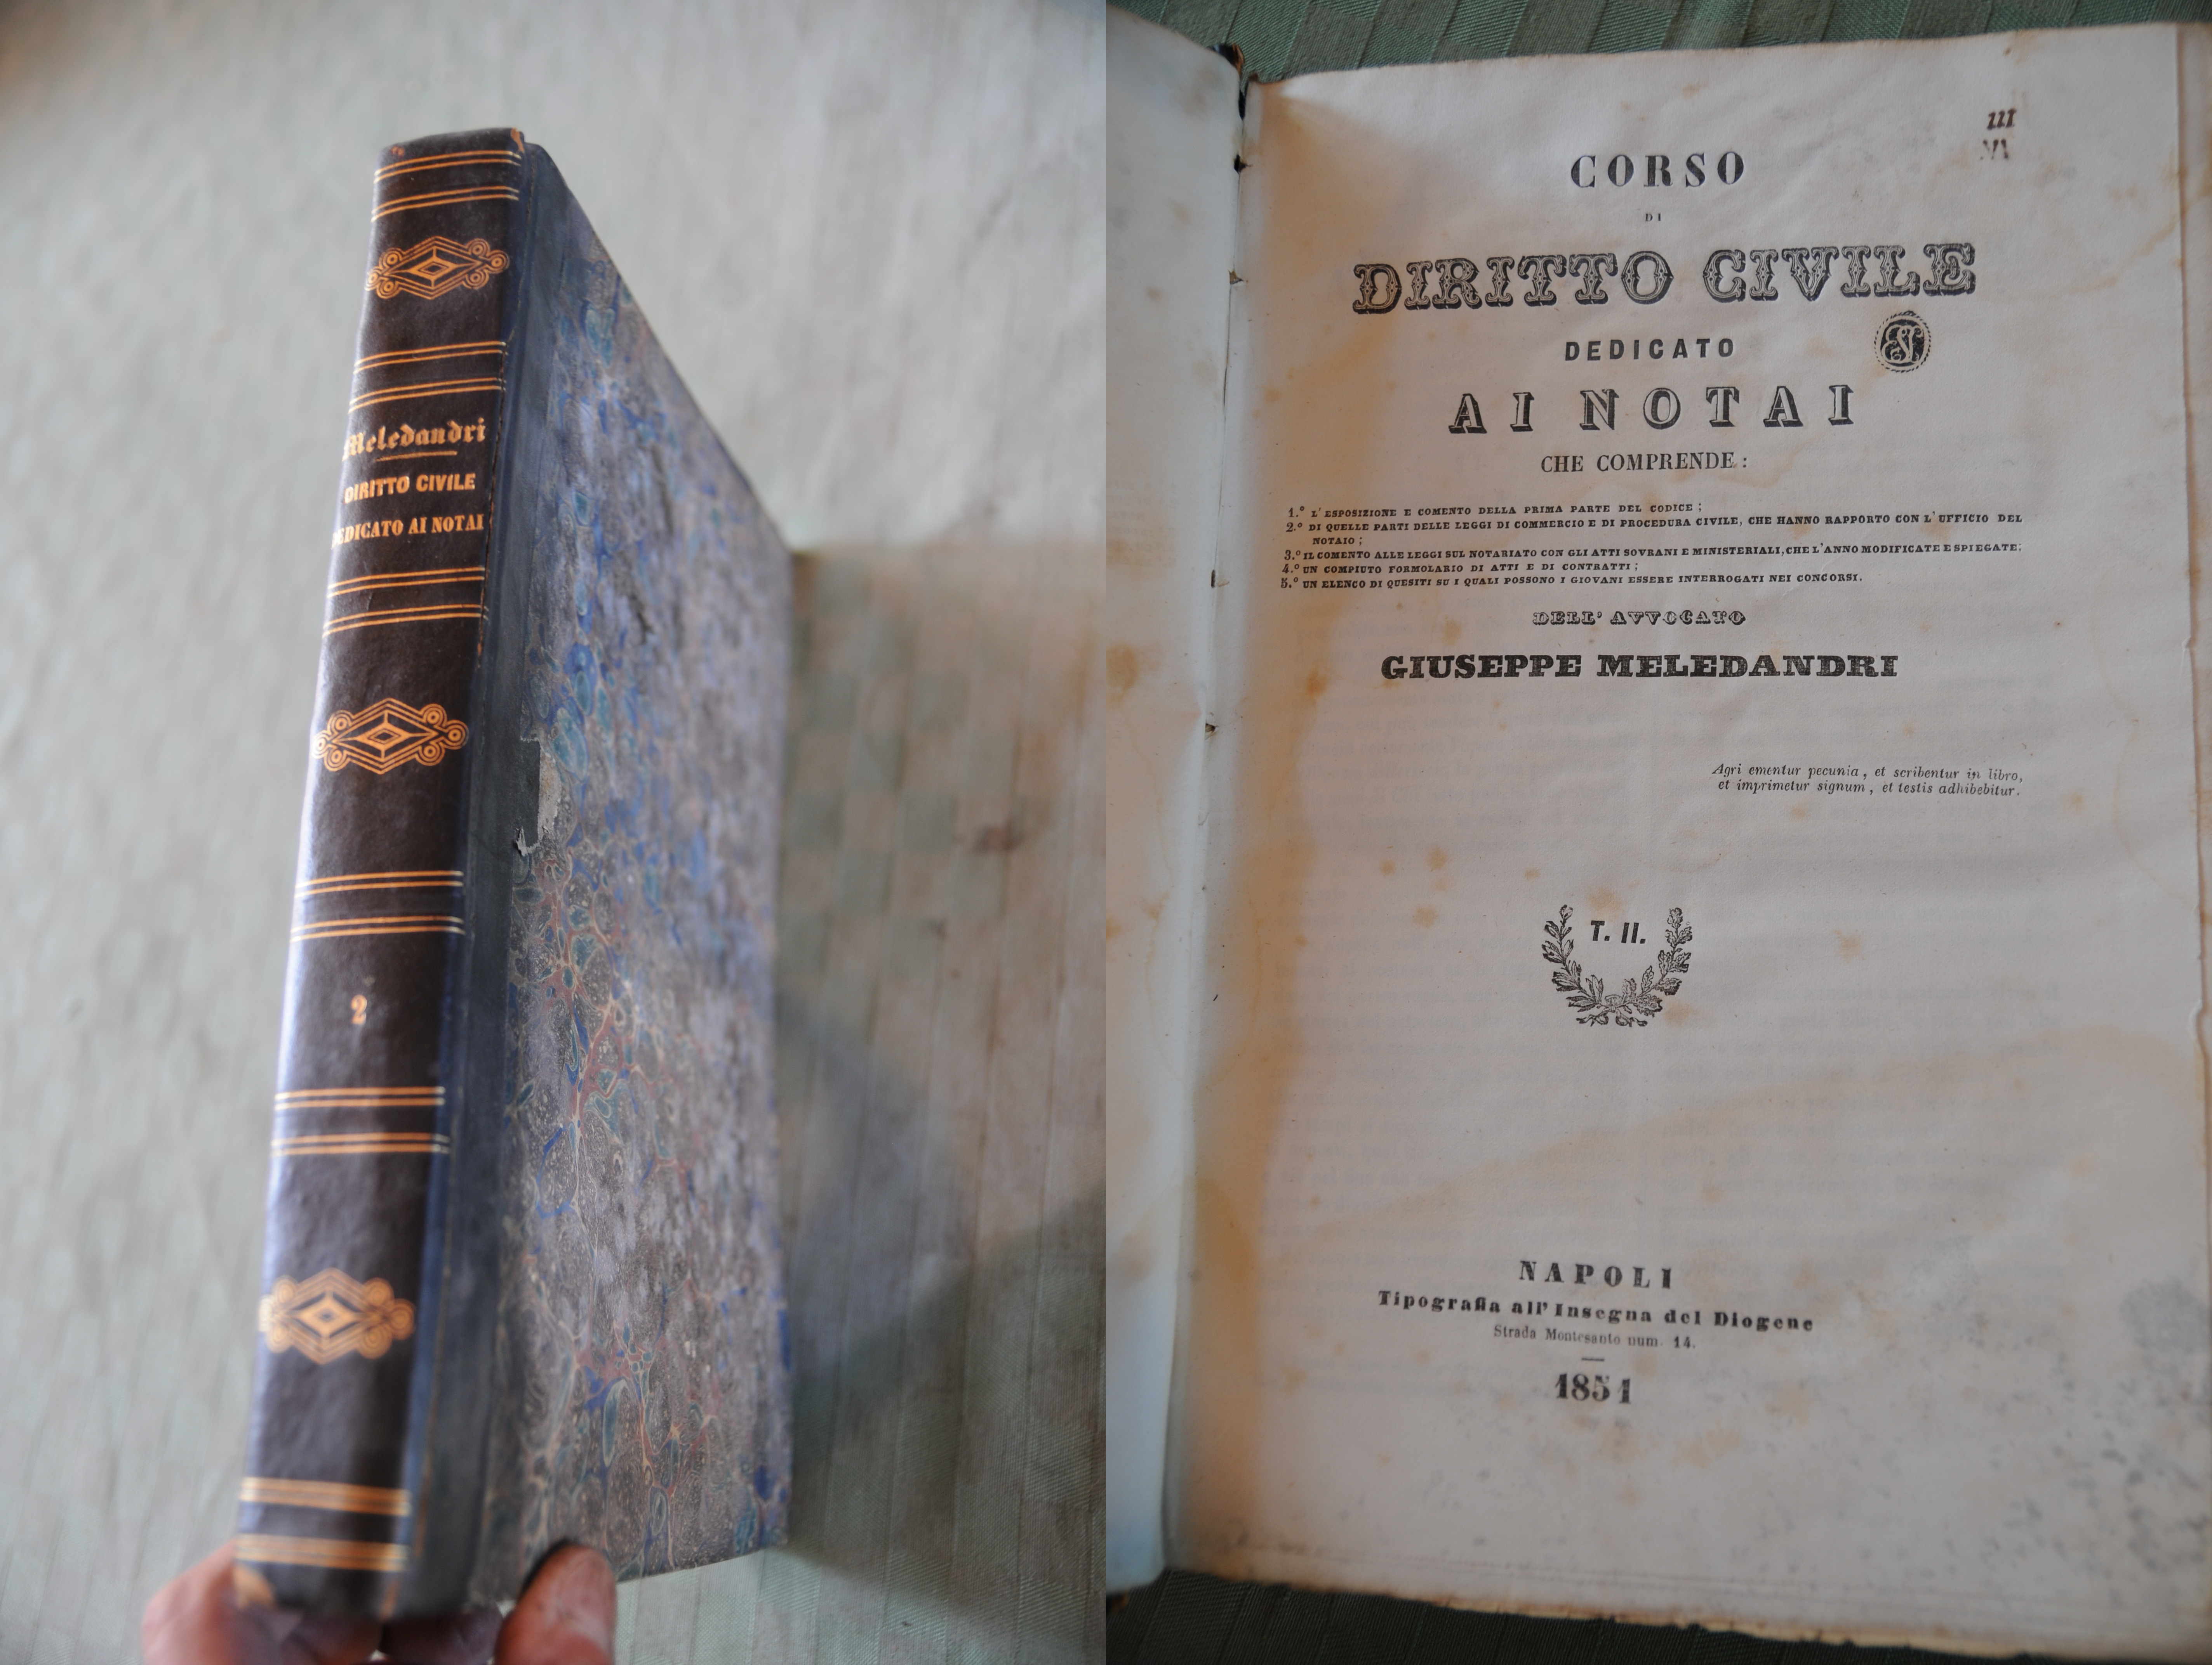 Meledandri
DIRITTO CIVILE
DEDICATO AI NOTAI
2
III
VI
CORSO
DI
DIRITTO CIVILE
DEDICATO
AI NOTAI
CHE COMPRENDE:
1.º L'ESPOSIZIONE E COMENTO DELLA PRIMA PARTE DEL CODICE;
2.º DI QUELLE PARTI DELLE LEGGI DI COMMERCIO E DI PROCEDURA CIVILE, CHE HANNO RAPPORTO CON L'UFFICIO DEL
NOTAIO;
3.º IL COMENTO ALLE LEGGI SUL NOTARIATO CON GLI ATTI SOVRANI E MINISTERIALI, CHE L'ANNO MODIFICATE E SPIEGATE;
4.º UN COMPIUTO FORMOLARIO DI ATTI E DI CONTRATTI;
5.º UN ELENCO DI QUESITI SU I QUALI POSSONO I GIOVANI ESSERE INTERROGATI NEI CONCORSI.
DELL' AVVOCATO
GIUSEPPE MELEDANDRI
Agri ementur pecunia, et scribentur in libro,
et imprimetur signum, et testis adhibebitur.
T. II.
NAPOLI
Tipografia all' Insegna del Diogene
Strada Montesanto num. 14.
1851